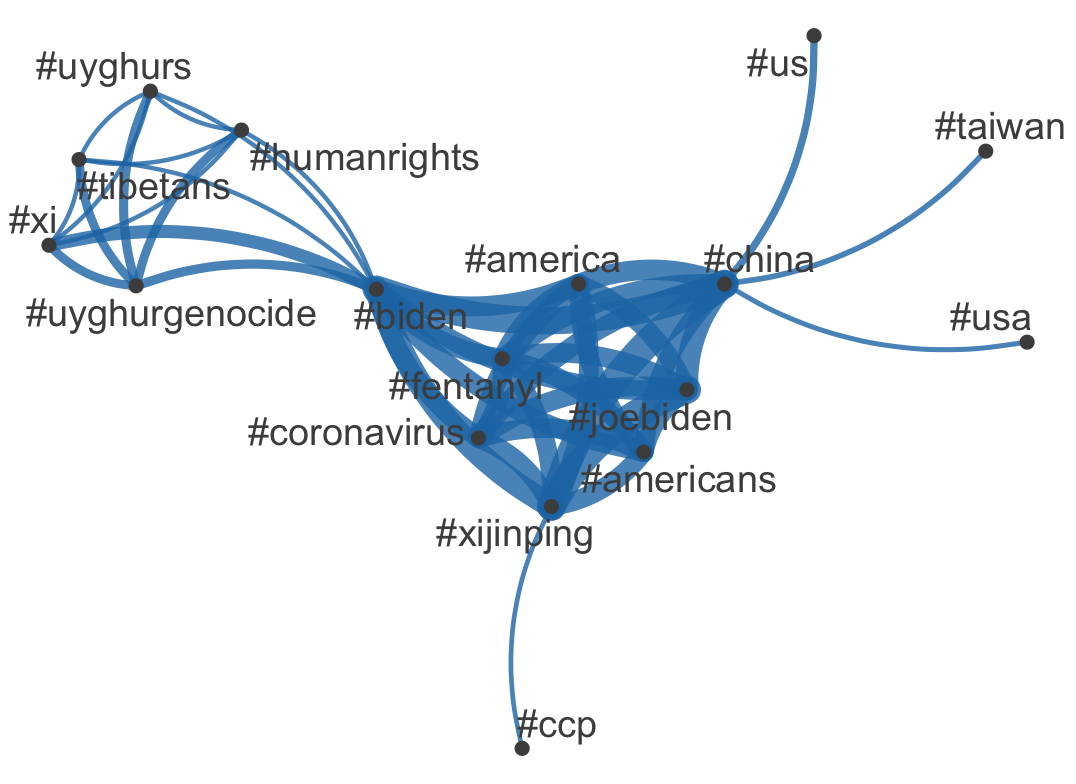 #us
#uyghurs
#taiwan
#humanrights
#tibetans
#xi
#america
#china
#uyghurgenocide
#biden
#usa
#fentanyl
#joebiden
#coronavirus
#americans
#xijinping
#ccp